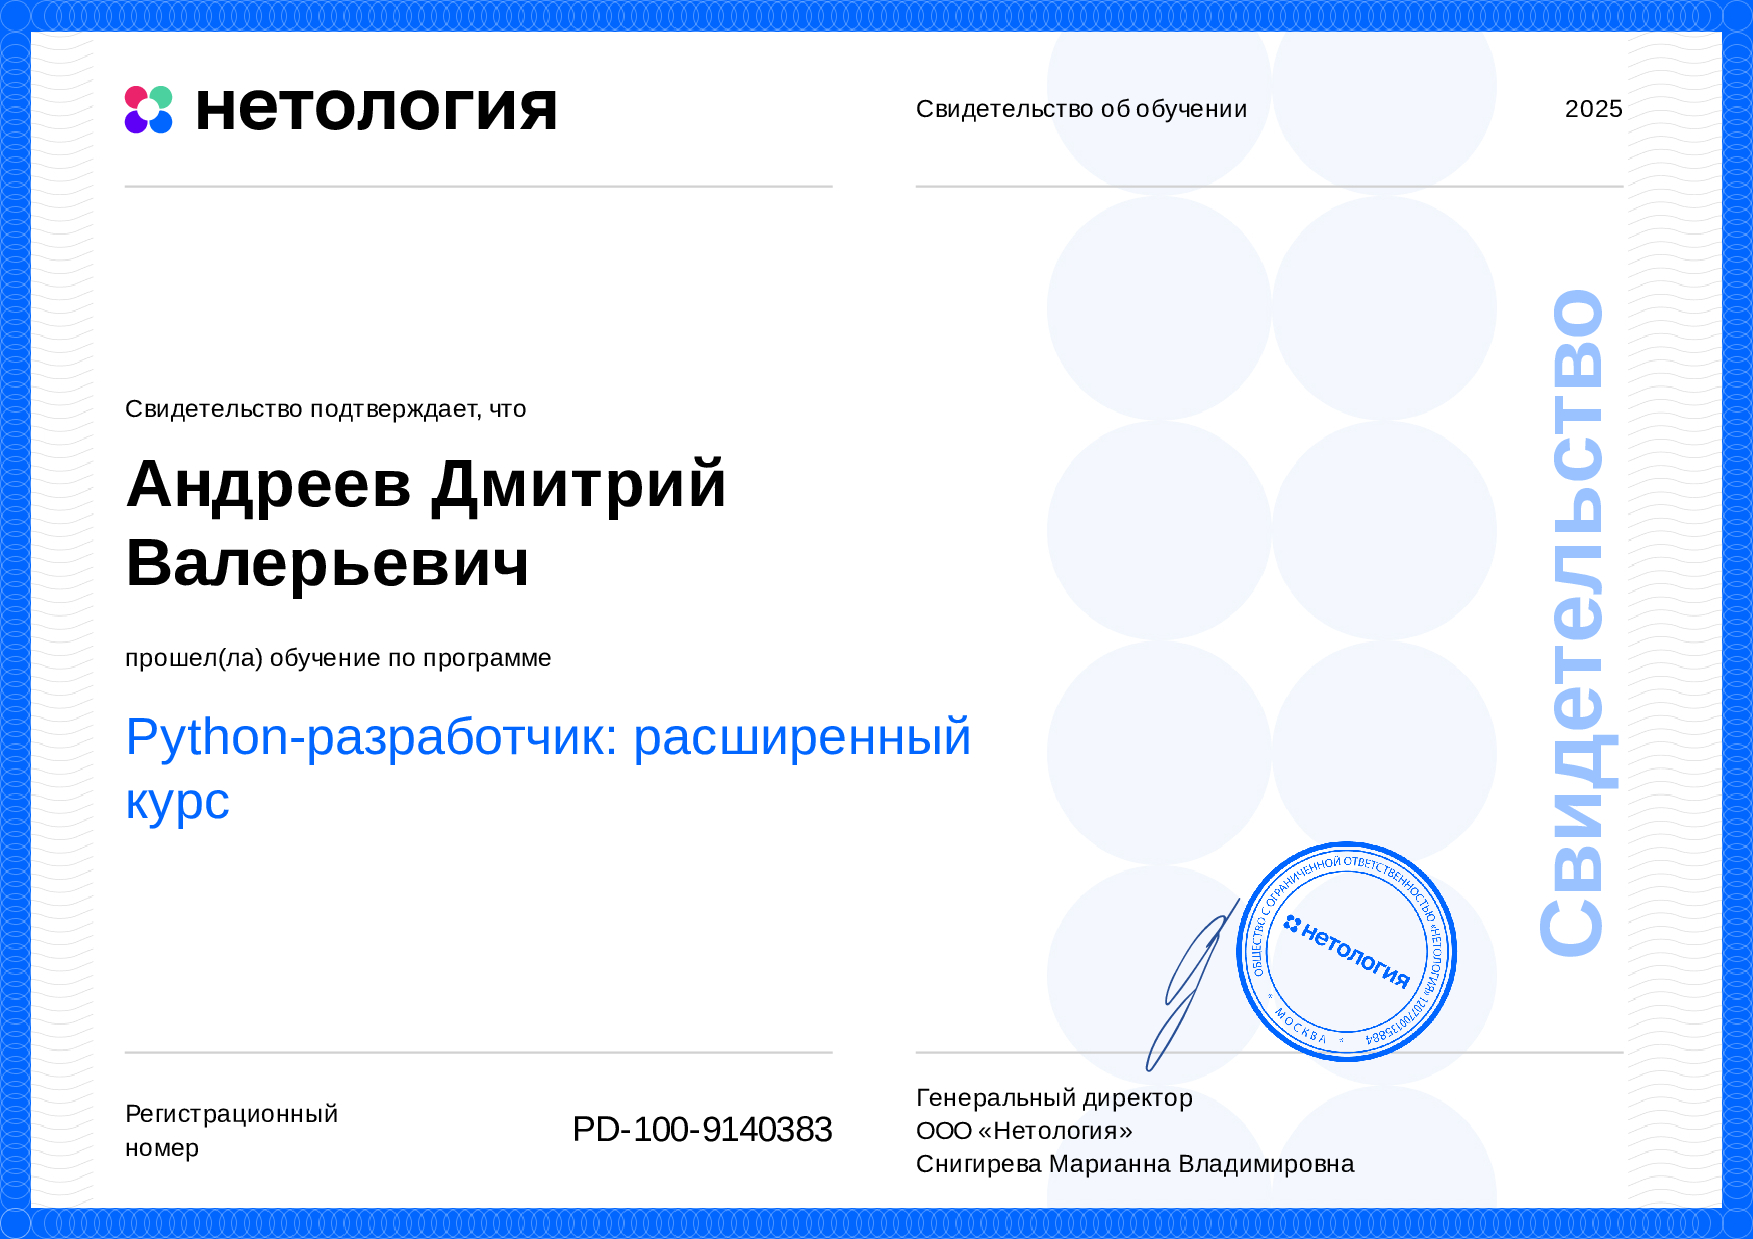 нетология
Свидетельство об обучении
2025
Свидетельство подтверждает, что
Андреев Дмитрий
Валерьевич
прошел(ла) обучение по программе
Python-разработчик: расширенный
курс
Свидетельство
ОБЩЕСТВО С ОГРАНИЧЕННОЙ ОТВЕТСТВЕННОСТЬЮ «НЕТОЛОГИЯ» 1207700135884
* МОСКВА *
нетология
Регистрационный
номер
PD-100-9140383
Генеральный директор
ООО «Нетология»
Снигирева Марианна Владимировна